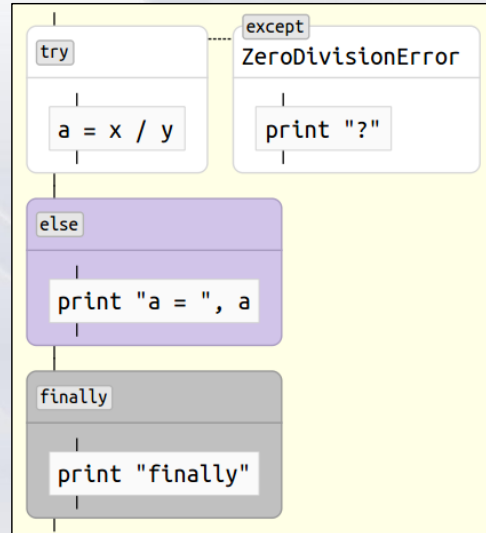 try
a = x / y
except
ZeroDivisionError
print "?"
else
print "a = ", a
finally
print "finally"